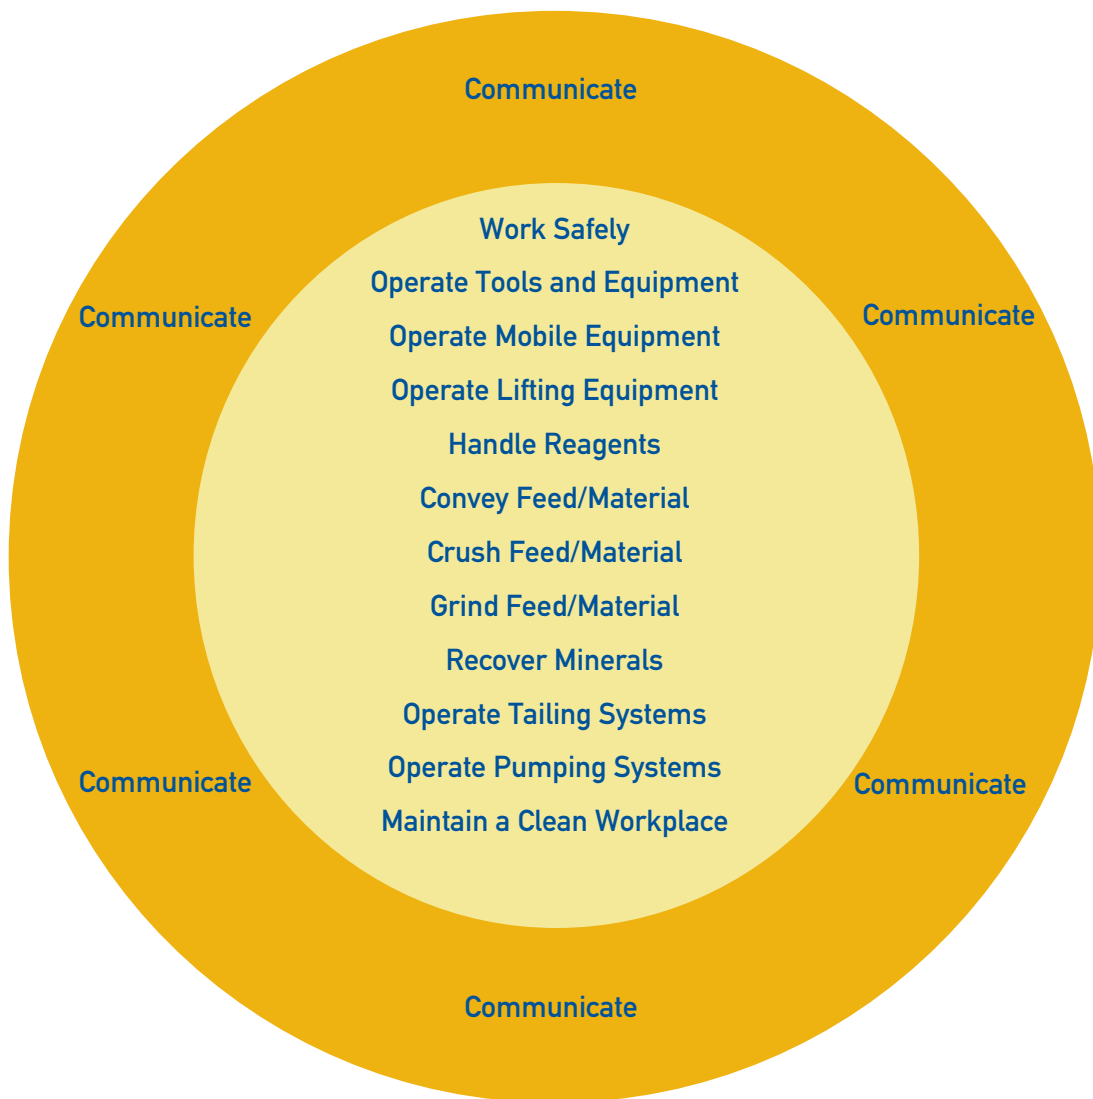 Communicate
Work Safely
Operate Tools and Equipment
Communicate
Communicate
Operate Mobile Equipment
Operate Lifting Equipment
Handle Reagents
Convey Feed/Material
Crush Feed/Material
Grind Feed/Material
Recover Minerals
Operate Tailing Systems
Operate Pumping Systems
Communicate
Communicate
Maintain a Clean Workplace
Communicate